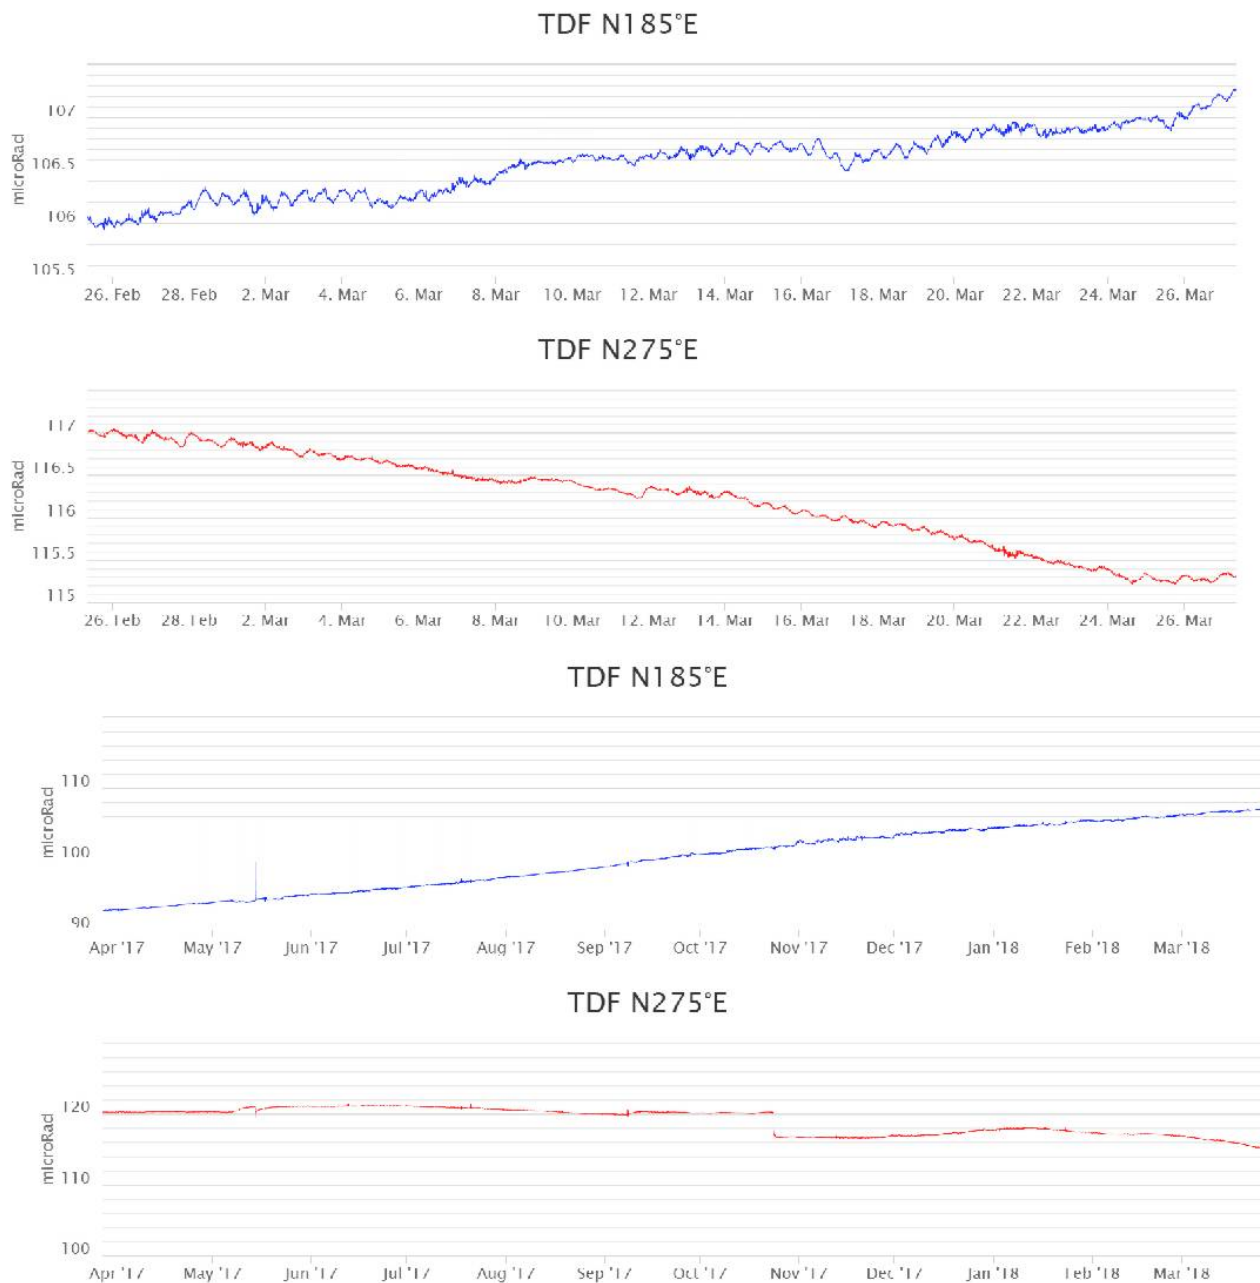 TDF N185°E
107
106.5
106
105.5
microRad
26. Feb 28. Feb 2. Mar 4. Mar 6. Mar 8. Mar 10. Mar 12. Mar 14. Mar 16. Mar 18. Mar 20. Mar 22. Mar 24. Mar 26. Mar
TDF N275°E
117
116.5
116
115.5
115
microRad
26. Feb 28. Feb 2. Mar 4. Mar 6. Mar 8. Mar 10. Mar 12. Mar 14. Mar 16. Mar 18. Mar 20. Mar 22. Mar 24. Mar 26. Mar
TDF N185°E
110
100
90
microRad
Apr '17 May '17 Jun '17 Jul '17 Aug '17 Sep '17 Oct '17 Nov '17 Dec '17 Jan '18 Feb '18 Mar '18
TDF N275°E
120
110
100
microRad
Apr '17 May '17 Jun '17 Jul '17 Aug '17 Sep '17 Oct '17 Nov '17 Dec '17 Jan '18 Feb '18 Mar '18